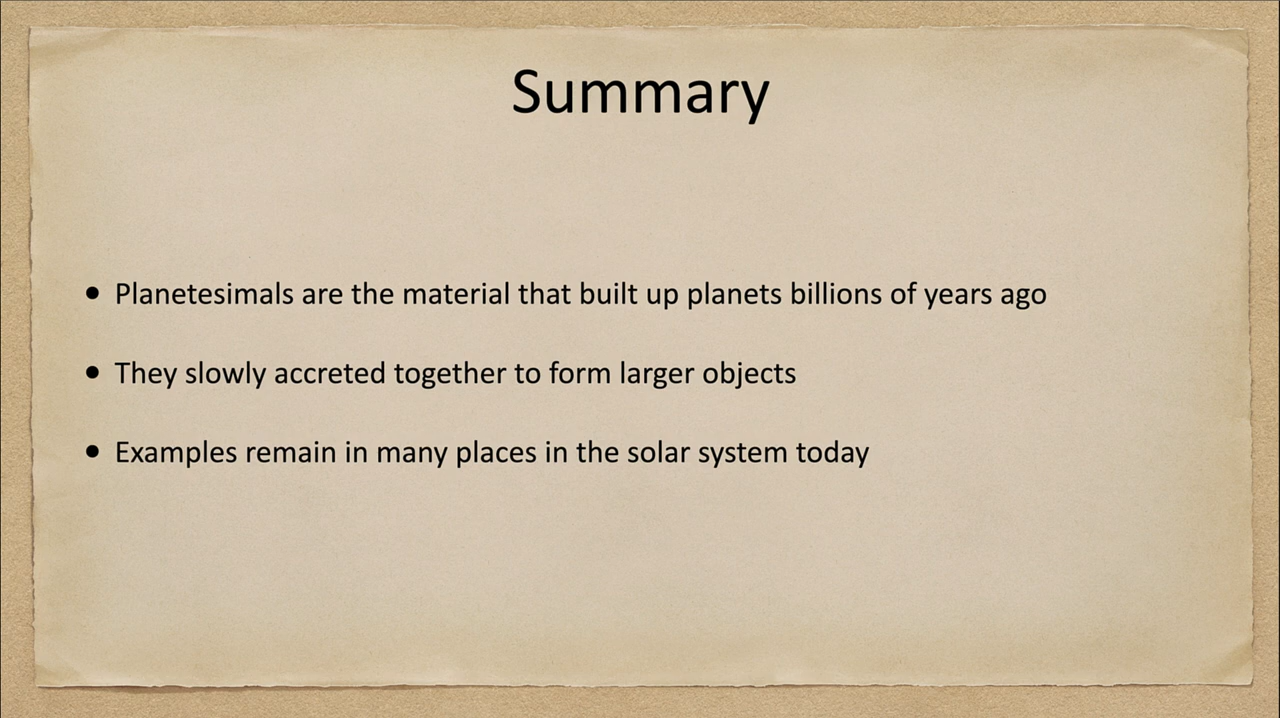 Summary
• Planetesimals are the material that built up planets billions of years ago
• They slowly accreted together to form larger objects
• Examples remain in many places in the solar system today